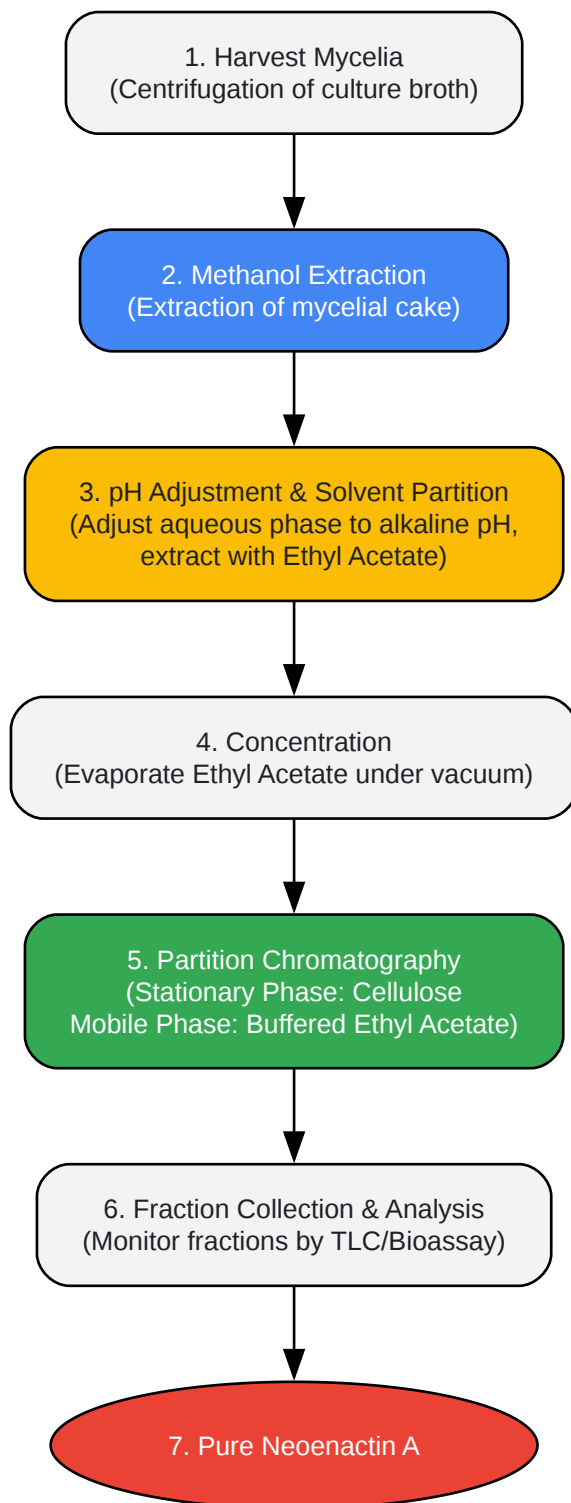 1. Harvest Mycelia
(Centrifugation of culture broth)
2. Methanol Extraction
(Extraction of mycelial cake)
3. pH Adjustment & Solvent Partition
(Adjust aqueous phase to alkaline pH,
extract with Ethyl Acetate)
4. Concentration
(Evaporate Ethyl Acetate under vacuum)
5. Partition Chromatography
(Stationary Phase: Cellulose
Mobile Phase: Buffered Ethyl Acetate)
6. Fraction Collection & Analysis
(Monitor fractions by TLC/Bioassay)
7. Pure Neoenactin A